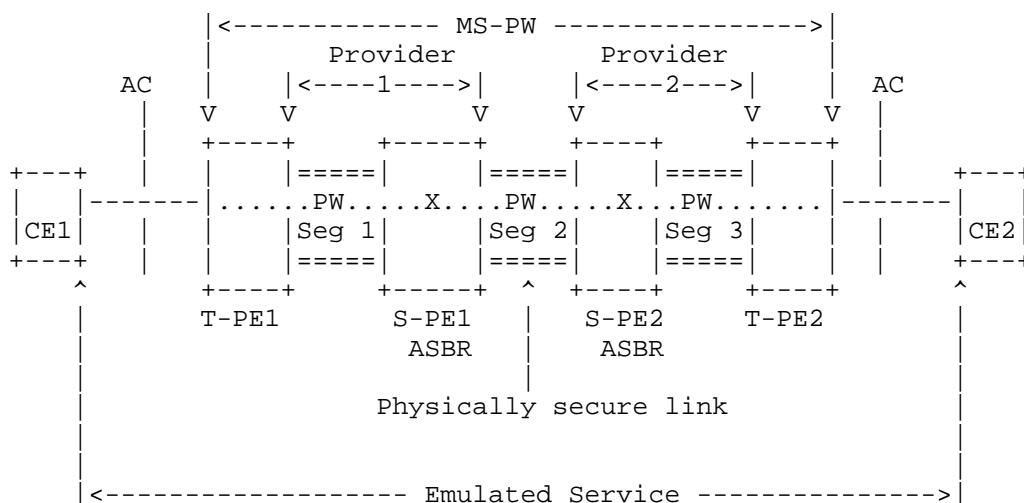 |<------------- MS-PW ---------------->|
|         Provider          Provider    |
AC    |    |<----1---->|    |<----2--->|    |    AC
|   V    V           V     V          V    V   |
|   +----+     +-----+     +----+     +----+   |
+---+   |   |    |=====|     |=====|    |=====|    |   |   +---+
|   |-------|......PW.....X....PW.....X...PW.......|-------|   |
|CE1|   |   |    |Seg 1|     |Seg 2|    |Seg 3|    |   |   |CE2|
+---+   |   |    |=====|     |=====|    |=====|    |   |   +---+
^       +----+     +-----+  ^  +----+     +----+       ^
|       T-PE1      S-PE1    |  S-PE2      T-PE2        |
|                   ASBR    |   ASBR                   |
|                           |                          |
|                 Physically secure link               |
|                                                      |
|                                                      |
|<------------------- Emulated Service --------------->|